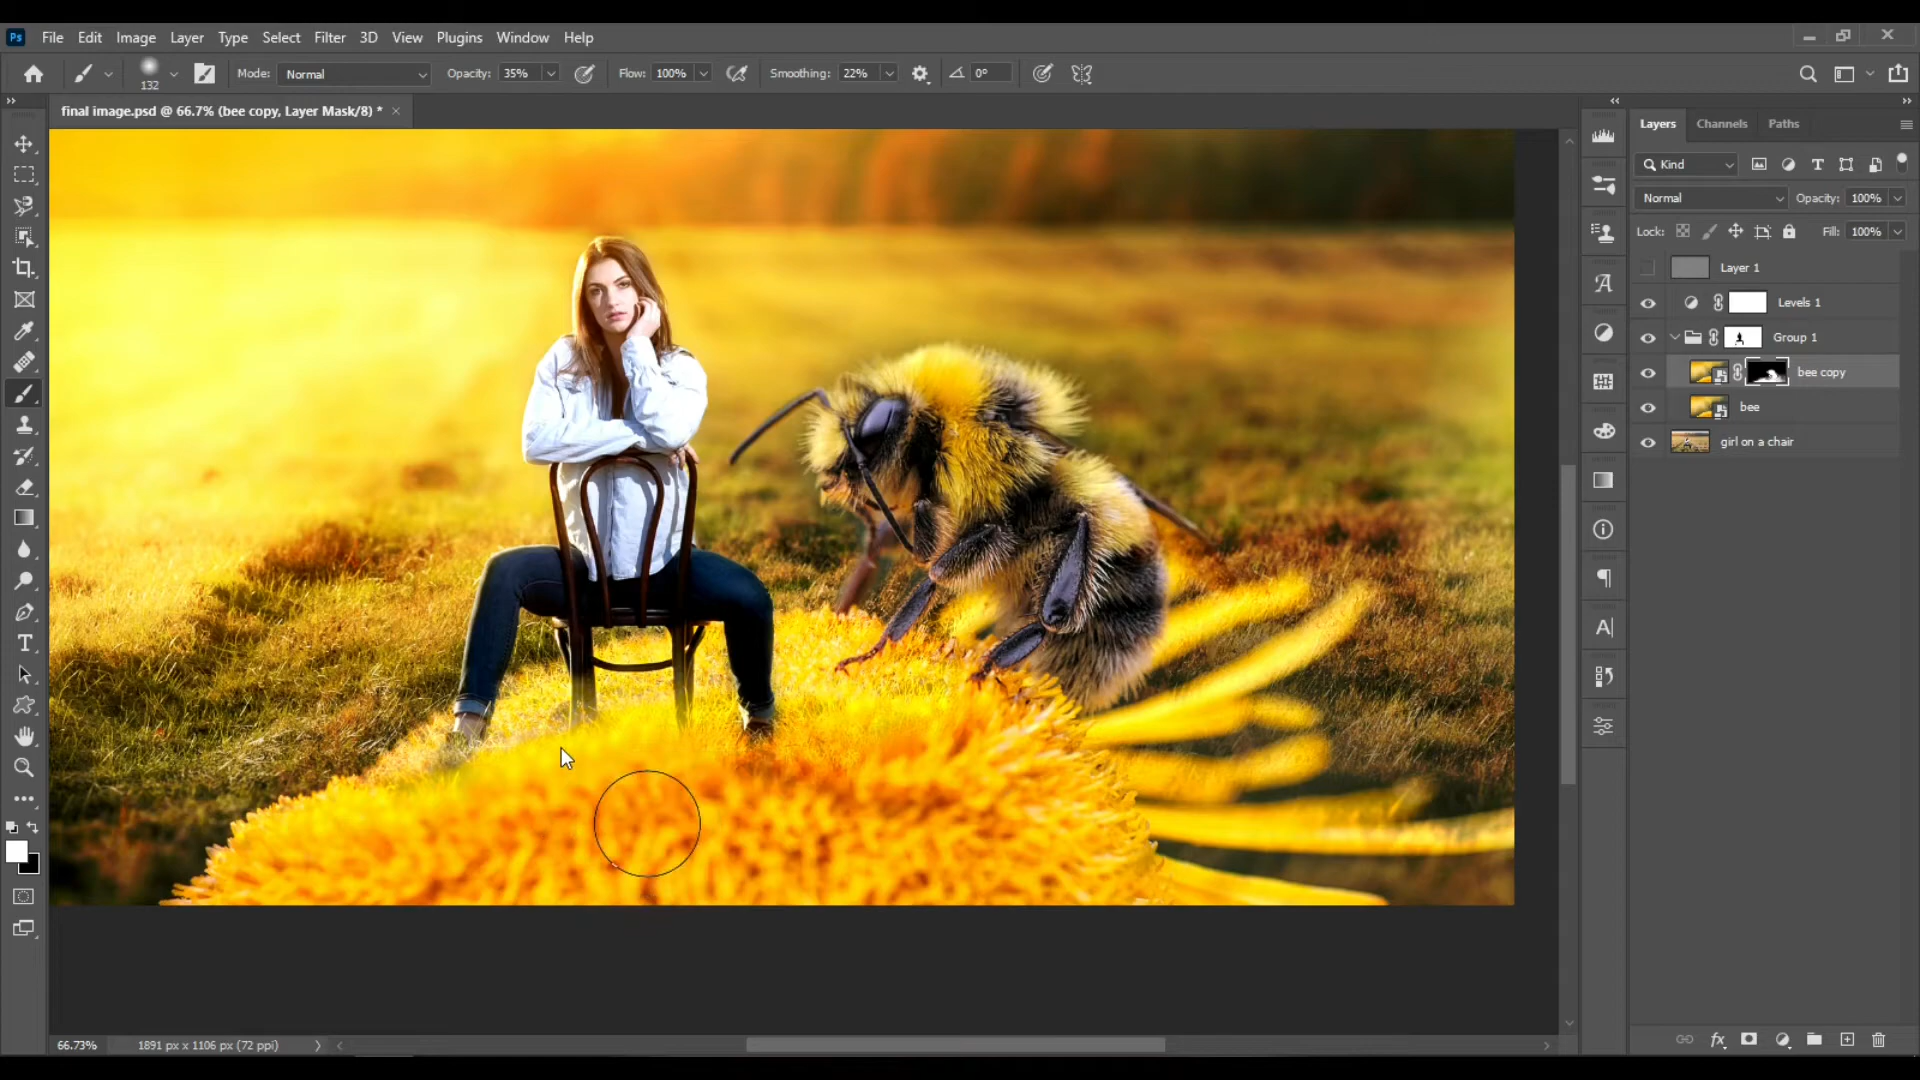 Ps File Edit Image Layer Type Select Filter 3D View Plugins Window Help
132 Mode: Normal Opacity: 35% Flow: 100% Smoothing: 22% 0°
final image.psd @ 66.7% (bee copy, Layer Mask/8) * ×
Layers Channels Paths
Kind
Normal Opacity: 100%
Lock: Fill: 100%
Layer 1
Levels 1
Group 1
bee copy
bee
girl on a chair
66.73% 1891 px x 1106 px (72 ppi)